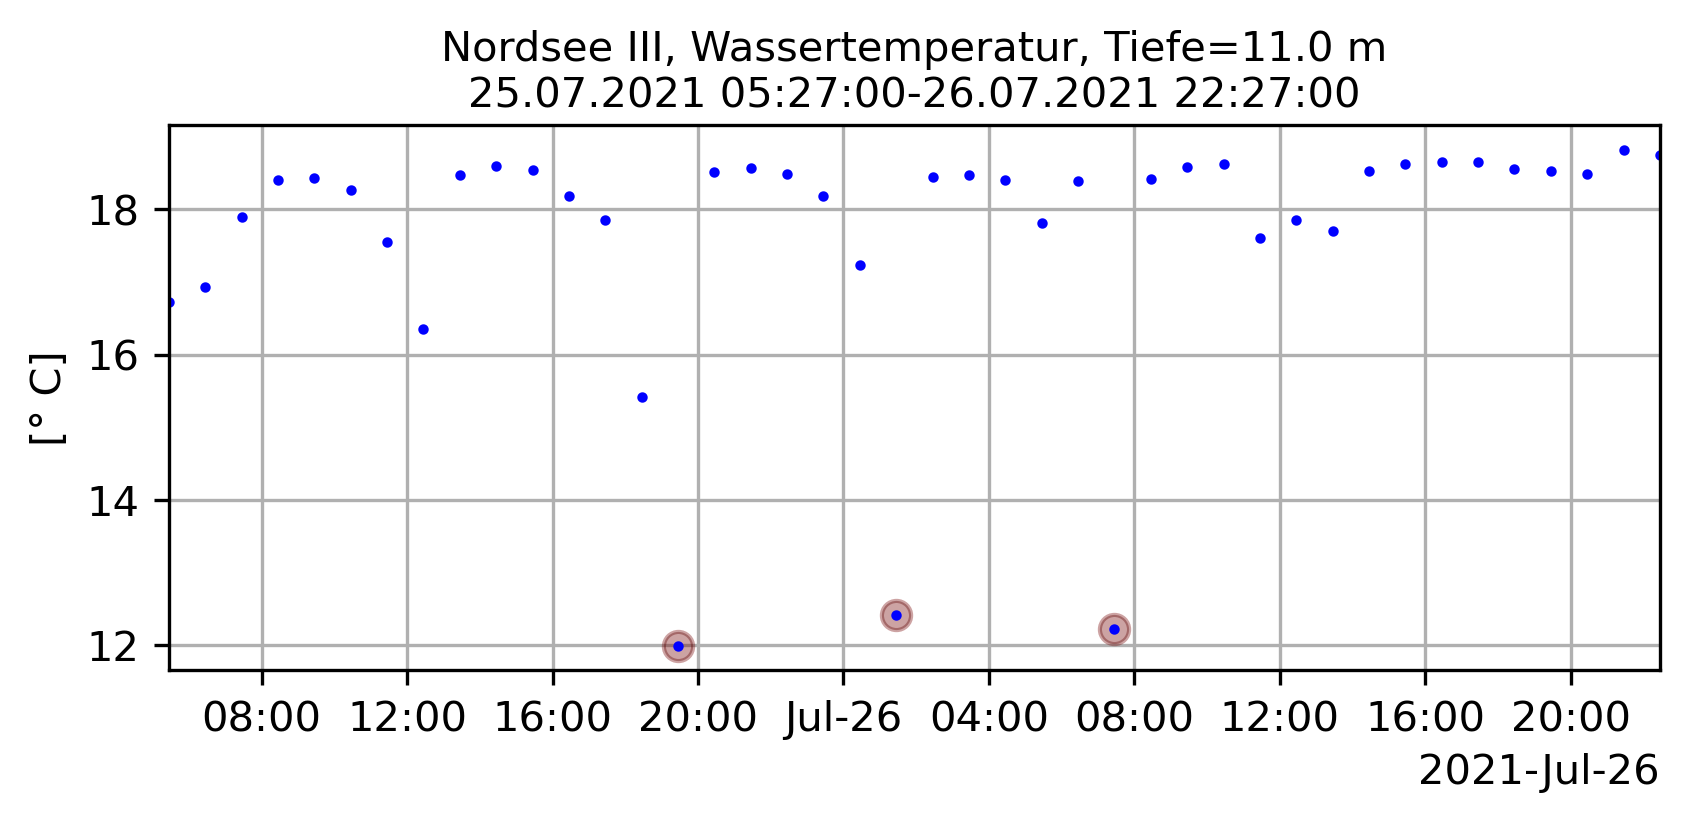 Nordsee III, Wassertemperatur, Tiefe=11.0 m
25.07.2021 05:27:00-26.07.2021 22:27:00
[° C]
18
16
14
12
08:00 12:00 16:00 20:00 Jul-26 04:00 08:00 12:00 16:00 20:00
2021-Jul-26